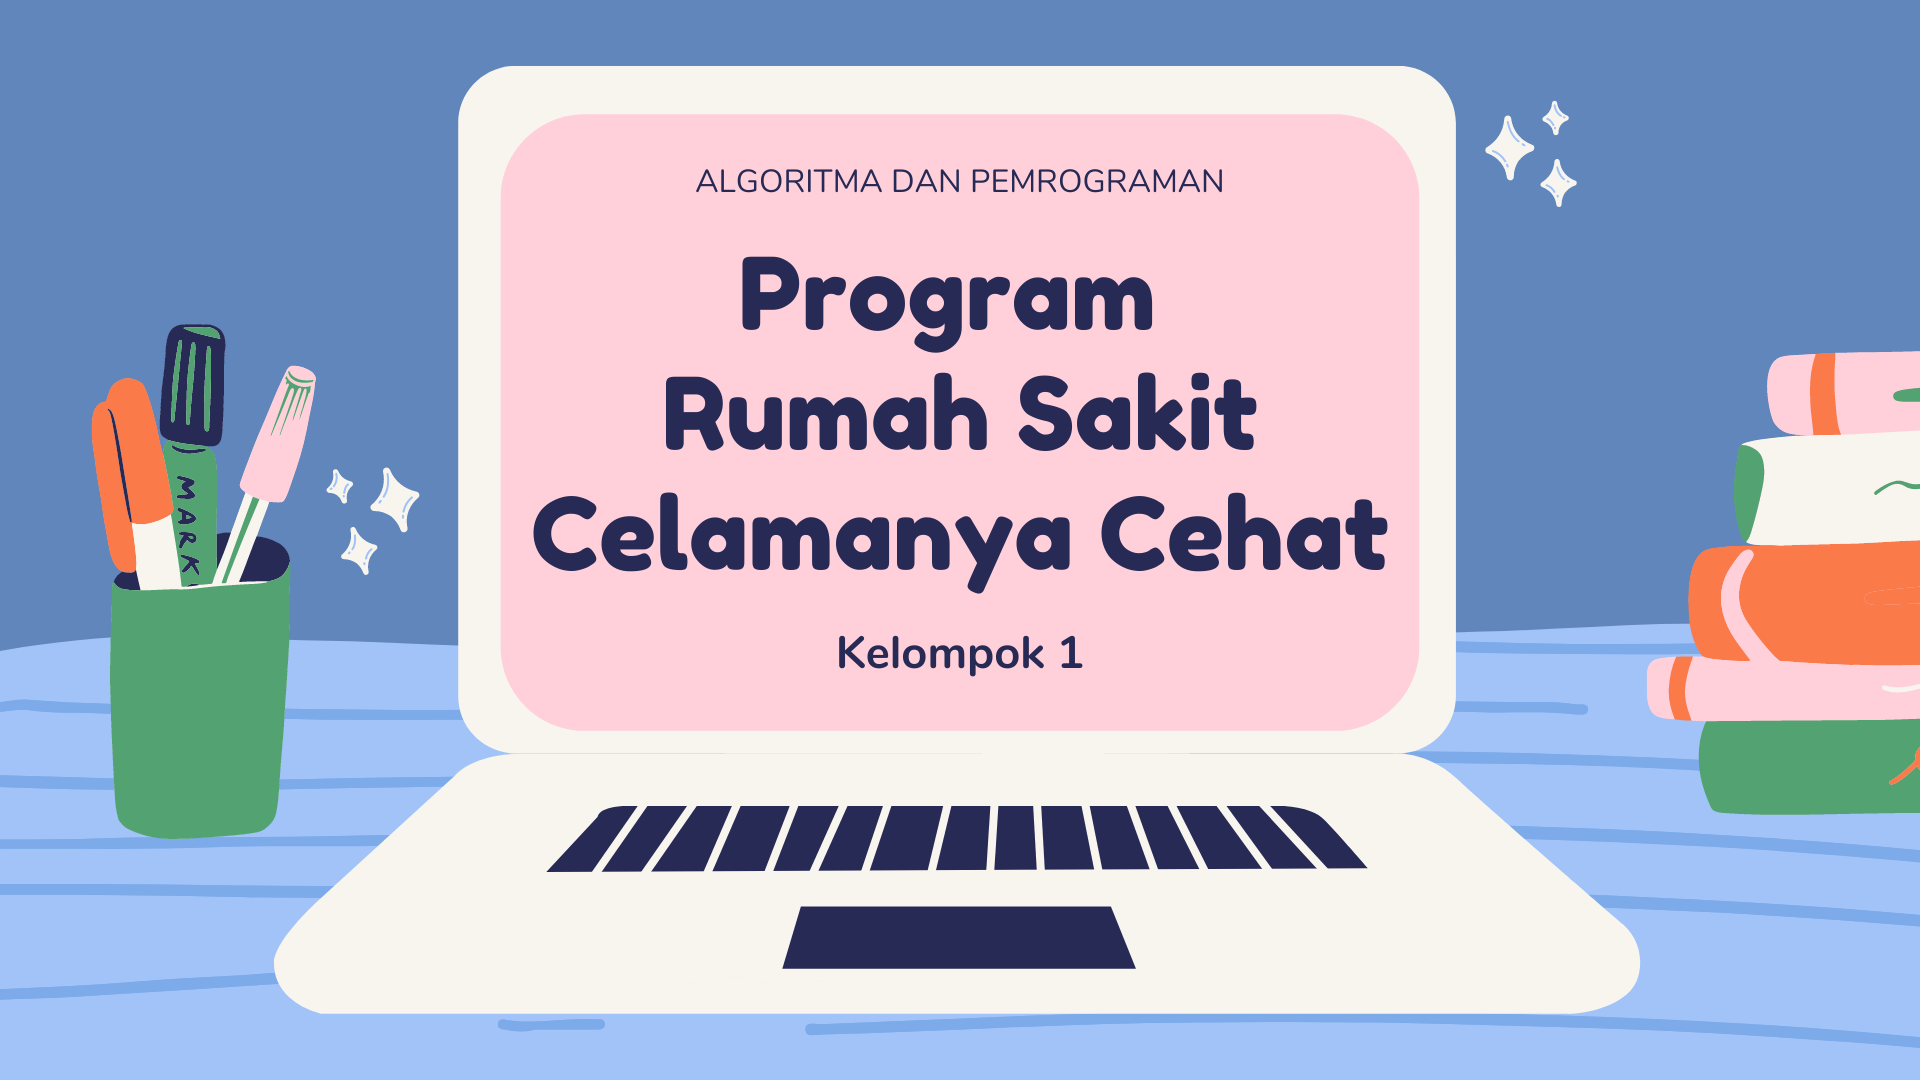 ALGORITMA DAN PEMROGRAMAN
Program
Rumah Sakit
Celamanya Cehat
Kelompok 1
MARK